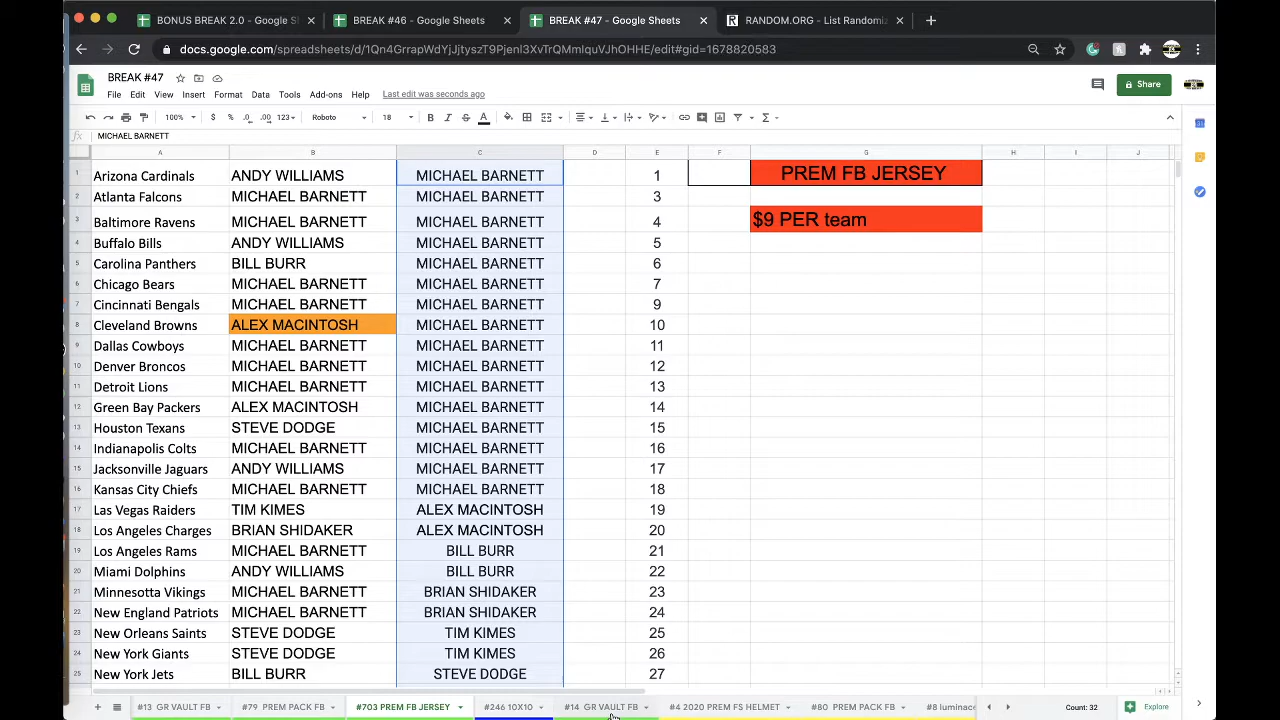 BONUS BREAK 2.0 - Google S
BREAK #46 - Google Sheets
BREAK #47 - Google Sheets
RANDOM.ORG - List Randomiz
docs.google.com/spreadsheets/d/1Qn4GrrapWdYjJjtyszT9PjenI3XvTrQMmlquVJhOHHE/edit#gid=1678820583
BREAK #47
File Edit View Insert Format Data Tools Add-ons Help Last edit was seconds ago
Share
100% $ % .0 .00 123 Roboto 18 B I S A
fx MICHAEL BARNETT
A B C D E F G H I J
1 Arizona Cardinals ANDY WILLIAMS MICHAEL BARNETT 1 PREM FB JERSEY
2 Atlanta Falcons MICHAEL BARNETT MICHAEL BARNETT 3
3 Baltimore Ravens MICHAEL BARNETT MICHAEL BARNETT 4 $9 PER team
4 Buffalo Bills ANDY WILLIAMS MICHAEL BARNETT 5
5 Carolina Panthers BILL BURR MICHAEL BARNETT 6
6 Chicago Bears MICHAEL BARNETT MICHAEL BARNETT 7
7 Cincinnati Bengals MICHAEL BARNETT MICHAEL BARNETT 9
8 Cleveland Browns ALEX MACINTOSH MICHAEL BARNETT 10
9 Dallas Cowboys MICHAEL BARNETT MICHAEL BARNETT 11
10 Denver Broncos MICHAEL BARNETT MICHAEL BARNETT 12
11 Detroit Lions MICHAEL BARNETT MICHAEL BARNETT 13
12 Green Bay Packers ALEX MACINTOSH MICHAEL BARNETT 14
13 Houston Texans STEVE DODGE MICHAEL BARNETT 15
14 Indianapolis Colts MICHAEL BARNETT MICHAEL BARNETT 16
15 Jacksonville Jaguars ANDY WILLIAMS MICHAEL BARNETT 17
16 Kansas City Chiefs MICHAEL BARNETT MICHAEL BARNETT 18
17 Las Vegas Raiders TIM KIMES ALEX MACINTOSH 19
18 Los Angeles Charges BRIAN SHIDAKER ALEX MACINTOSH 20
19 Los Angeles Rams MICHAEL BARNETT BILL BURR 21
20 Miami Dolphins ANDY WILLIAMS BILL BURR 22
21 Minnesotta Vikings MICHAEL BARNETT BRIAN SHIDAKER 23
22 New England Patriots MICHAEL BARNETT BRIAN SHIDAKER 24
23 New Orleans Saints STEVE DODGE TIM KIMES 25
24 New York Giants STEVE DODGE TIM KIMES 26
25 New York Jets BILL BURR STEVE DODGE 27
#13 GR VAULT FB #79 PREM PACK FB #703 PREM FB JERSEY #246 10X10 #14 GR VAULT FB #4 2020 PREM FS HELMET #80 PREM PACK FB #8 luminacc Count: 32 Explore